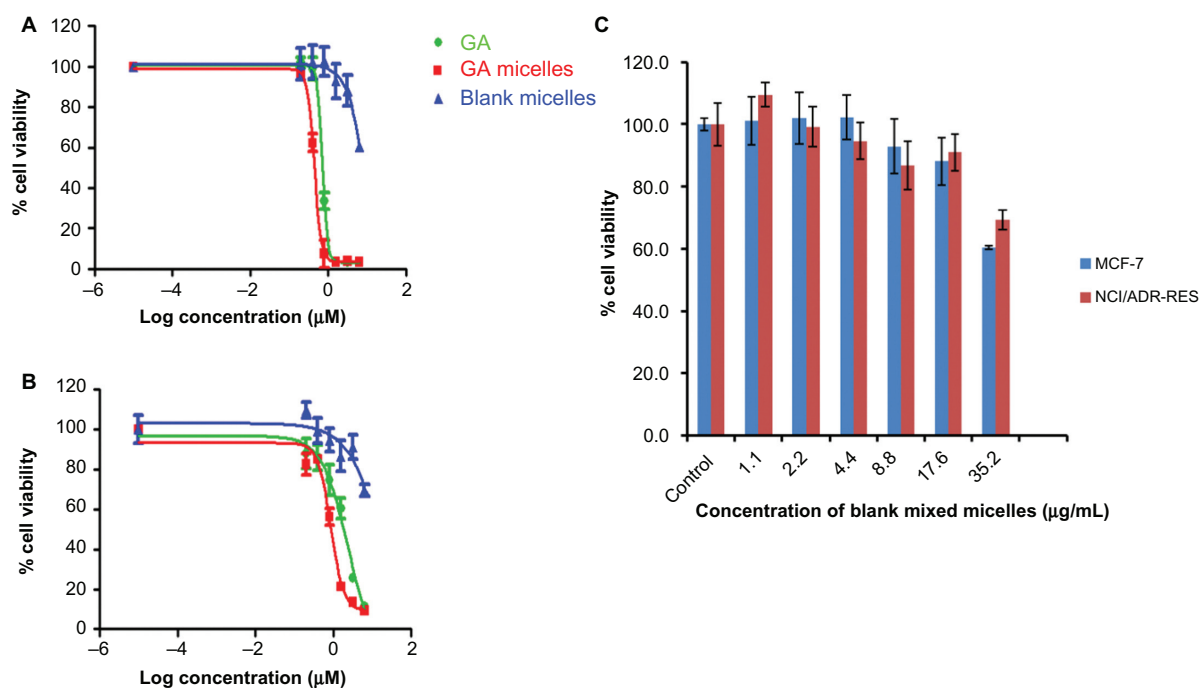 A
120
100
80
60
40
20
0
–6
–4
–2
0
2
% cell viability
Log concentration (μM)
GA
GA micelles
Blank micelles
B
120
100
80
60
40
20
0
–6
–4
–2
0
2
% cell viability
Log concentration (μM)
C
120.0
100.0
80.0
60.0
40.0
20.0
0.0
% cell viability
Control
1.1
2.2
4.4
8.8
17.6
35.2
Concentration of blank mixed micelles (μg/mL)
MCF-7
NCI/ADR-RES